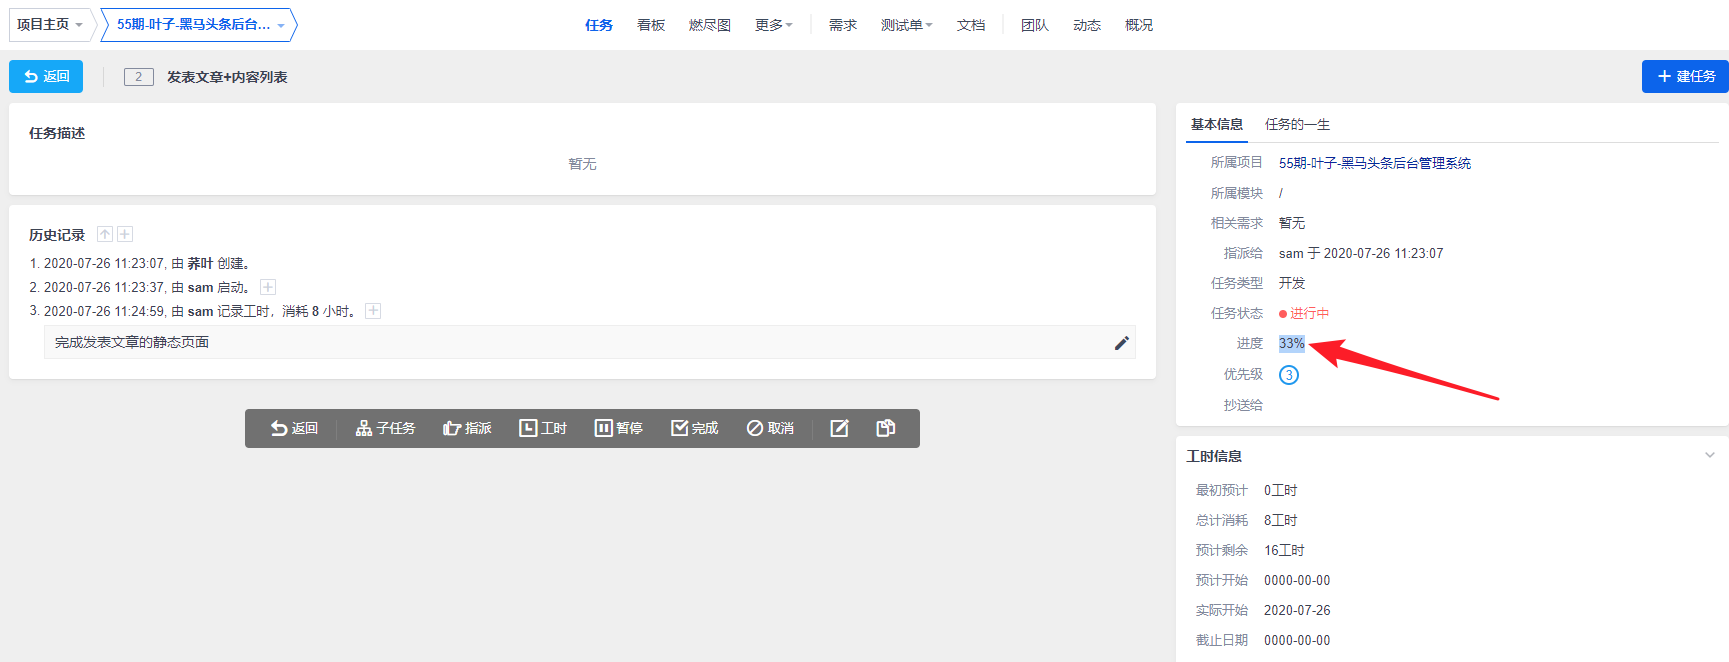 项目主页
55期-叶子-黑马头条后台...
任务 看板 燃尽图 更多 需求 测试单 文档 团队 动态 概况
返回 2 发表文章+内容列表
建任务
任务描述
暂无
历史记录
1. 2020-07-26 11:23:07, 由 荞叶 创建。
2. 2020-07-26 11:23:37, 由 sam 启动。
3. 2020-07-26 11:24:59, 由 sam 记录工时，消耗 8 小时。
完成发表文章的静态页面
返回 子任务 指派 工时 暂停 完成 取消
基本信息 任务的一生
所属项目 55期-叶子-黑马头条后台管理系统
所属模块 /
相关需求 暂无
指派给 sam 于 2020-07-26 11:23:07
任务类型 开发
任务状态 进行中
进度 33%
优先级 3
抄送给
工时信息
最初预计 0工时
总计消耗 8工时
预计剩余 16工时
预计开始 0000-00-00
实际开始 2020-07-26
截止日期 0000-00-00